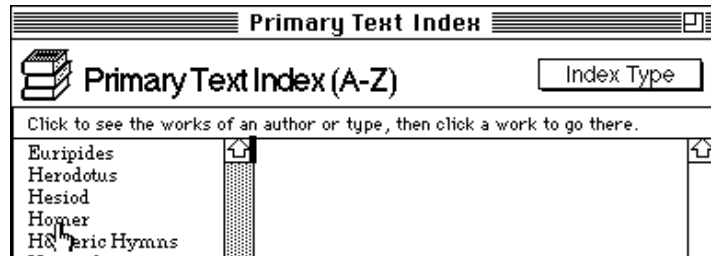 Primary Text Index
Primary Text Index (A-Z)
Index Type
Click to see the works of an author or type, then click a work to go there.
Euripides
Herodotus
Hesiod
Homer
Hymns